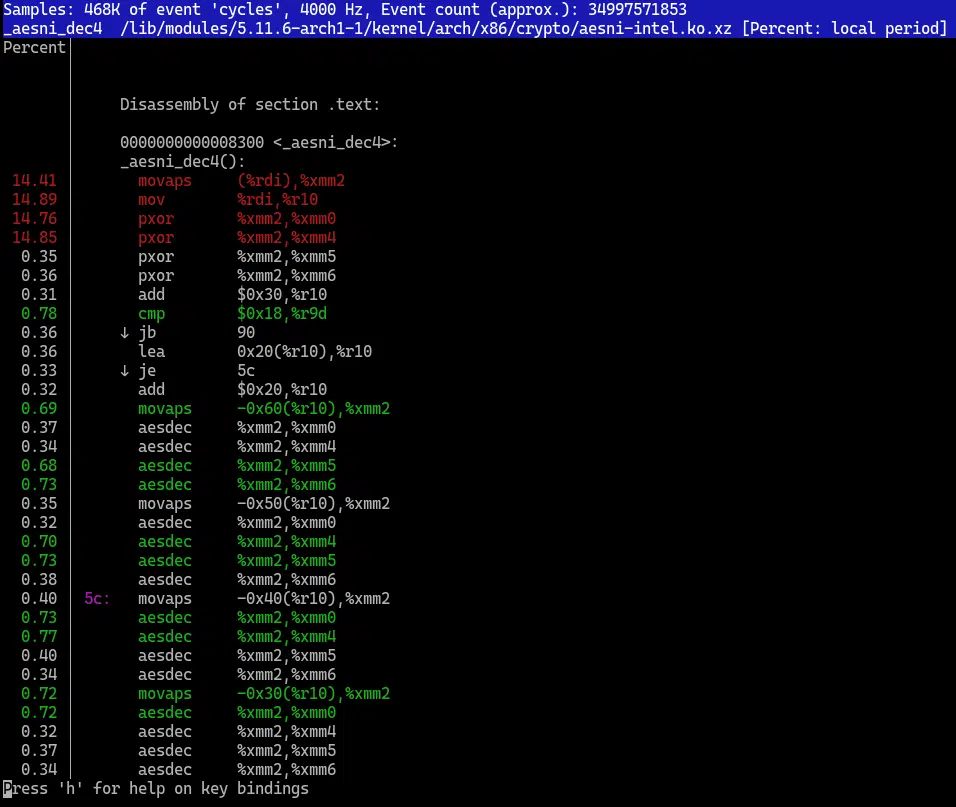 Samples: 468K of event 'cycles', 4000 Hz, Event count (approx.): 34997571853
_aesni_dec4  /lib/modules/5.11.6-arch1-1/kernel/arch/x86/crypto/aesni-intel.ko.xz [Percent: local period]
Percent
Disassembly of section .text:
0000000000008300 <_aesni_dec4>:
_aesni_dec4():
14.41 movaps (%rdi),%xmm2
14.89 mov %rdi,%r10
14.76 pxor %xmm2,%xmm0
14.85 pxor %xmm2,%xmm4
0.35 pxor %xmm2,%xmm5
0.36 pxor %xmm2,%xmm6
0.31 add $0x30,%r10
0.78 cmp $0x18,%r9d
0.36 ↓ jb 90
0.36 lea 0x20(%r10),%r10
0.33 ↓ je 5c
0.32 add $0x20,%r10
0.69 movaps -0x60(%r10),%xmm2
0.37 aesdec %xmm2,%xmm0
0.34 aesdec %xmm2,%xmm4
0.68 aesdec %xmm2,%xmm5
0.73 aesdec %xmm2,%xmm6
0.35 movaps -0x50(%r10),%xmm2
0.32 aesdec %xmm2,%xmm0
0.70 aesdec %xmm2,%xmm4
0.73 aesdec %xmm2,%xmm5
0.38 aesdec %xmm2,%xmm6
0.40 5c: movaps -0x40(%r10),%xmm2
0.73 aesdec %xmm2,%xmm0
0.77 aesdec %xmm2,%xmm4
0.40 aesdec %xmm2,%xmm5
0.34 aesdec %xmm2,%xmm6
0.72 movaps -0x30(%r10),%xmm2
0.72 aesdec %xmm2,%xmm0
0.32 aesdec %xmm2,%xmm4
0.37 aesdec %xmm2,%xmm5
0.34 aesdec %xmm2,%xmm6
Press 'h' for help on key bindings